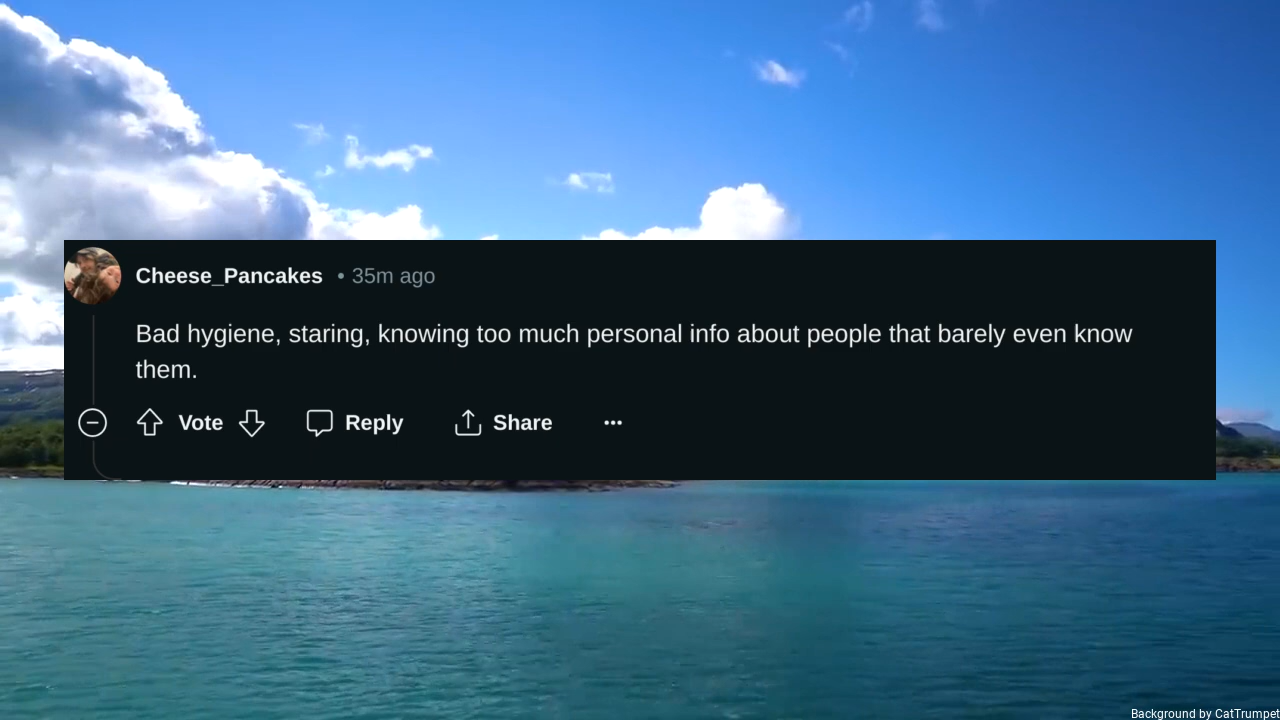 Cheese_Pancakes • 35m ago
Bad hygiene, staring, knowing too much personal info about people that barely even know
them.
Vote Reply Share ...
Background by CatTrumpet